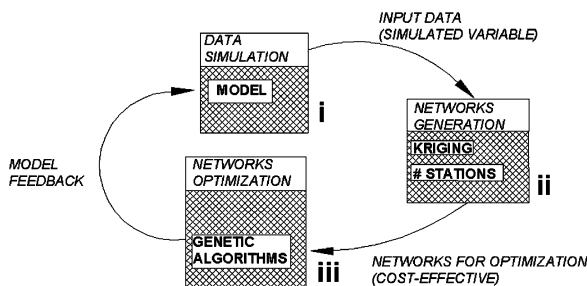 DATA
SIMULATION
MODEL
i
INPUT DATA
(SIMULATED VARIABLE)
NETWORKS
GENERATION
KRIGING
# STATIONS
ii
NETWORKS FOR OPTIMIZATION
(COST-EFFECTIVE)
NETWORKS
OPTIMIZATION
GENETIC
ALGORITHMS
iii
MODEL
FEEDBACK